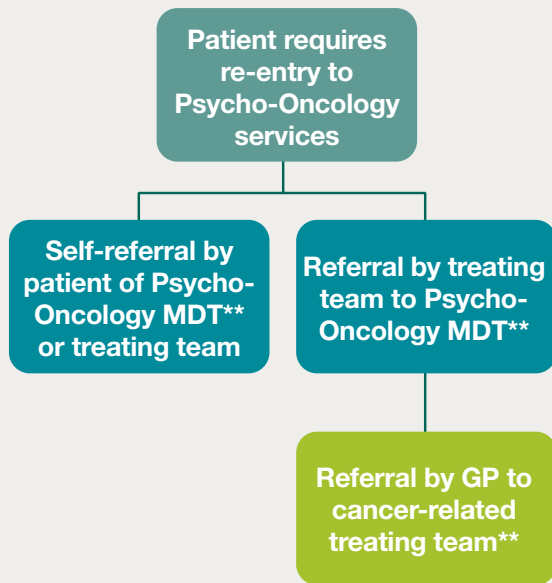 Patient requires
re-entry to
Psycho-Oncology
services
Self-referral by
patient of Psycho-
Oncology MDT**
or treating team
Referral by treating
team to Psycho-
Oncology MDT**
Referral by GP to
cancer-related
treating team**